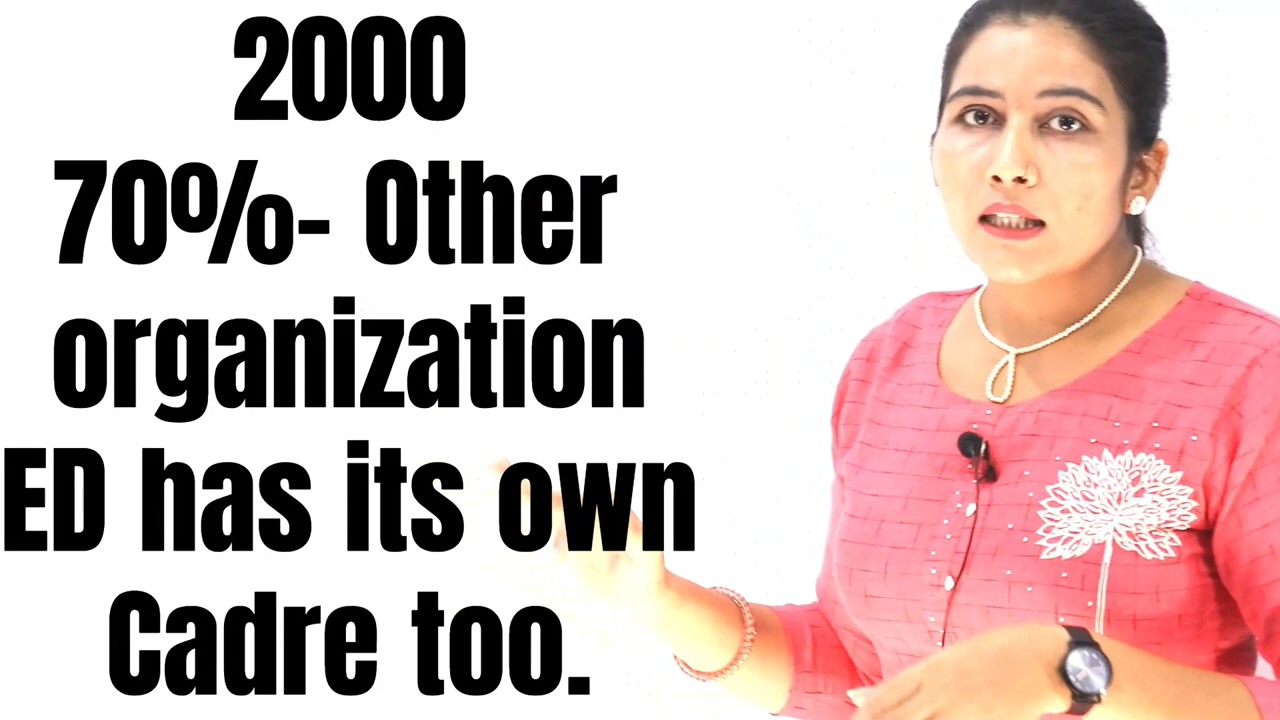 2000
70%- Other
organization
ED has its own
Cadre too.